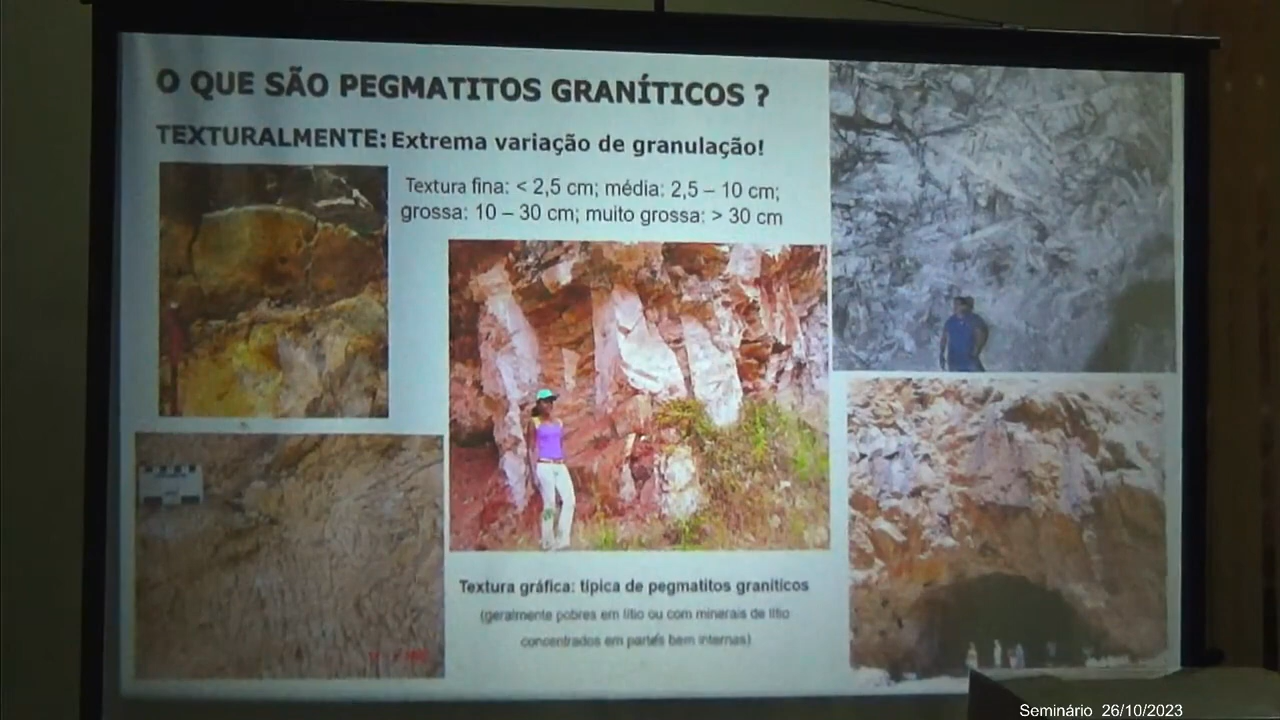 O QUE SÃO PEGMATITOS GRANÍTICOS ?
TEXTURALMENTE: Extrema variação de granulação!
Textura fina: < 2,5 cm; média: 2,5 – 10 cm;
grossa: 10 – 30 cm; muito grossa: > 30 cm
Textura gráfica: típica de pegmatitos graníticos
(geralmente pobres em lítio ou com minerais de lítio
concentrados em partes bem internas)
Seminário 26/10/2023